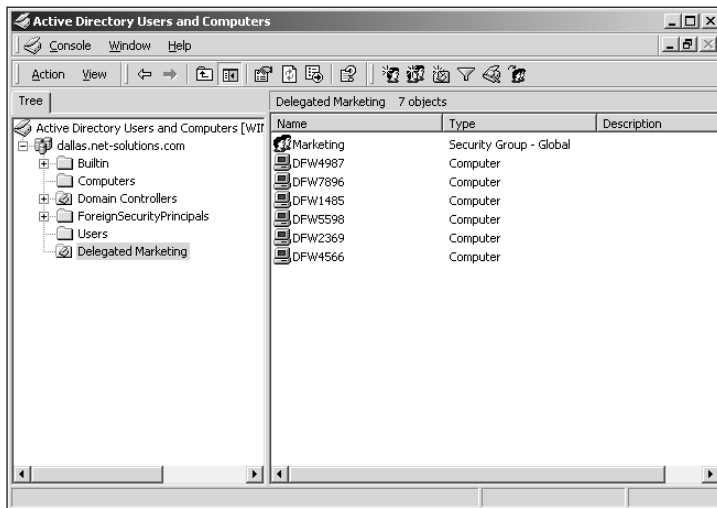 Active Directory Users and Computers
Console Window Help
Action View
Tree
Delegated Marketing 7 objects
Active Directory Users and Computers [WIN
dallas.net-solutions.com
Builtin
Computers
Domain Controllers
ForeignSecurityPrincipals
Users
Delegated Marketing
Name Type Description
Marketing Security Group - Global
DFW4987 Computer
DFW7896 Computer
DFW1485 Computer
DFW5598 Computer
DFW2369 Computer
DFW4566 Computer